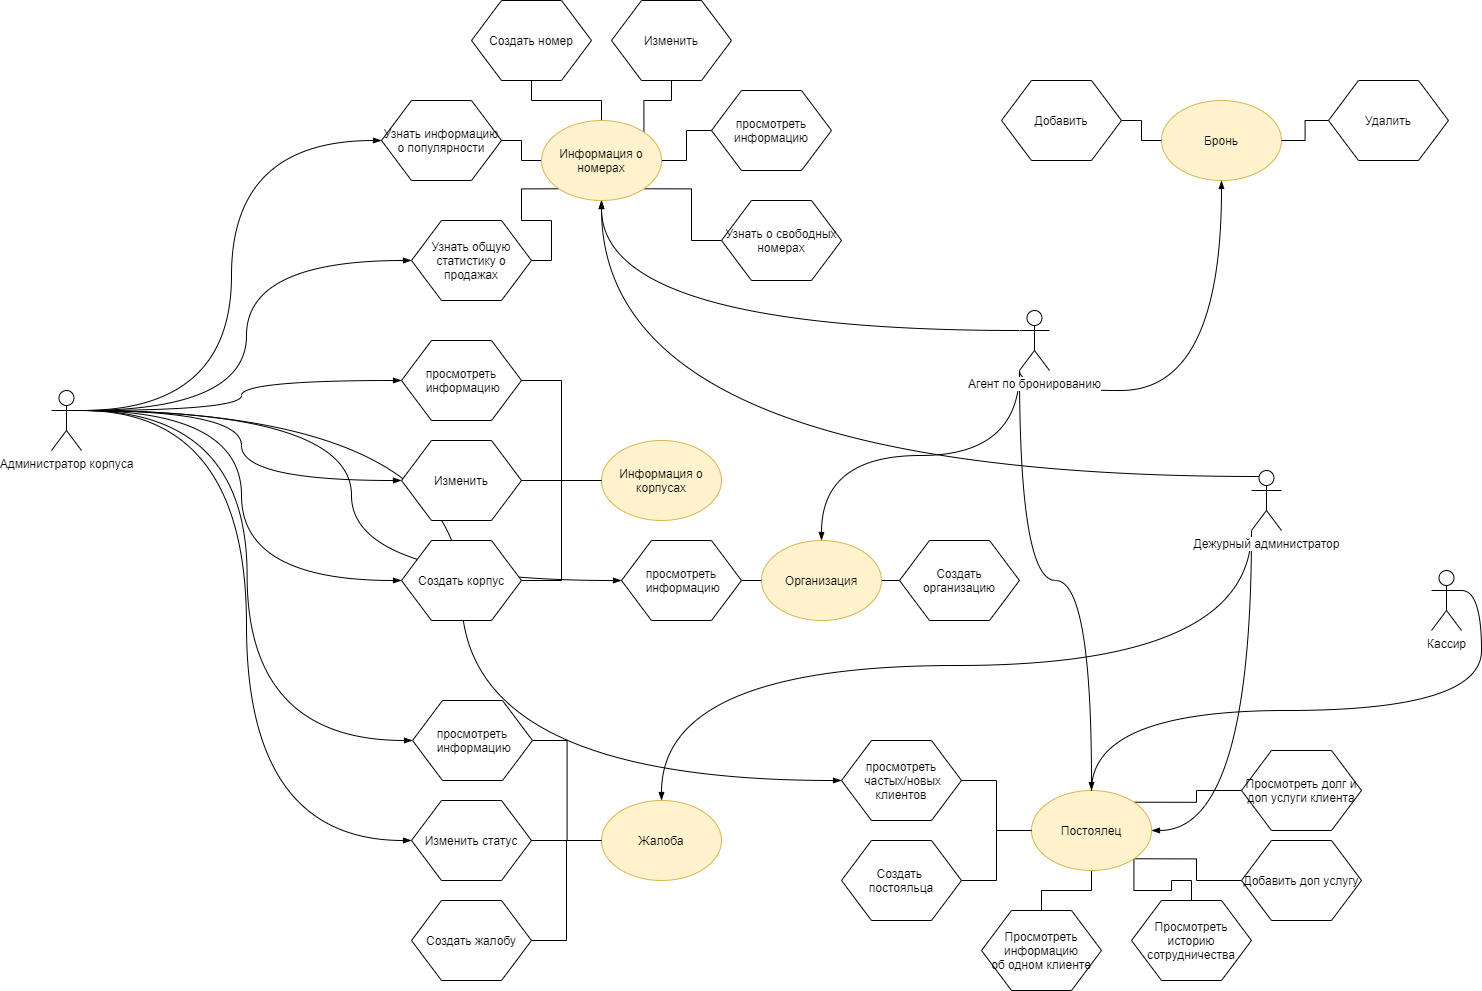 Создать номер
Изменить
Узнать информацию
о популярности
Информация о
номерах
просмотреть
информацию
Добавить
Бронь
Удалить
Узнать общую
статистику о
продажах
Узнать о свободных
номерах
просмотреть
информацию
Агент по бронированию
Администратор корпуса
Изменить
Информация о
корпусах
Дежурный администратор
Создать корпус
просмотреть
информацию
Организация
Создать
организацию
Кассир
просмотреть
информацию
просмотреть
частых/новых
клиентов
Просмотреть долг и
доп услуги клиента
Изменить статус
Жалоба
Постоялец
Создать
постояльца
Добавить доп услугу
Создать жалобу
Просмотреть
информацию
об одном клиенте
Просмотреть
историю
сотрудничества